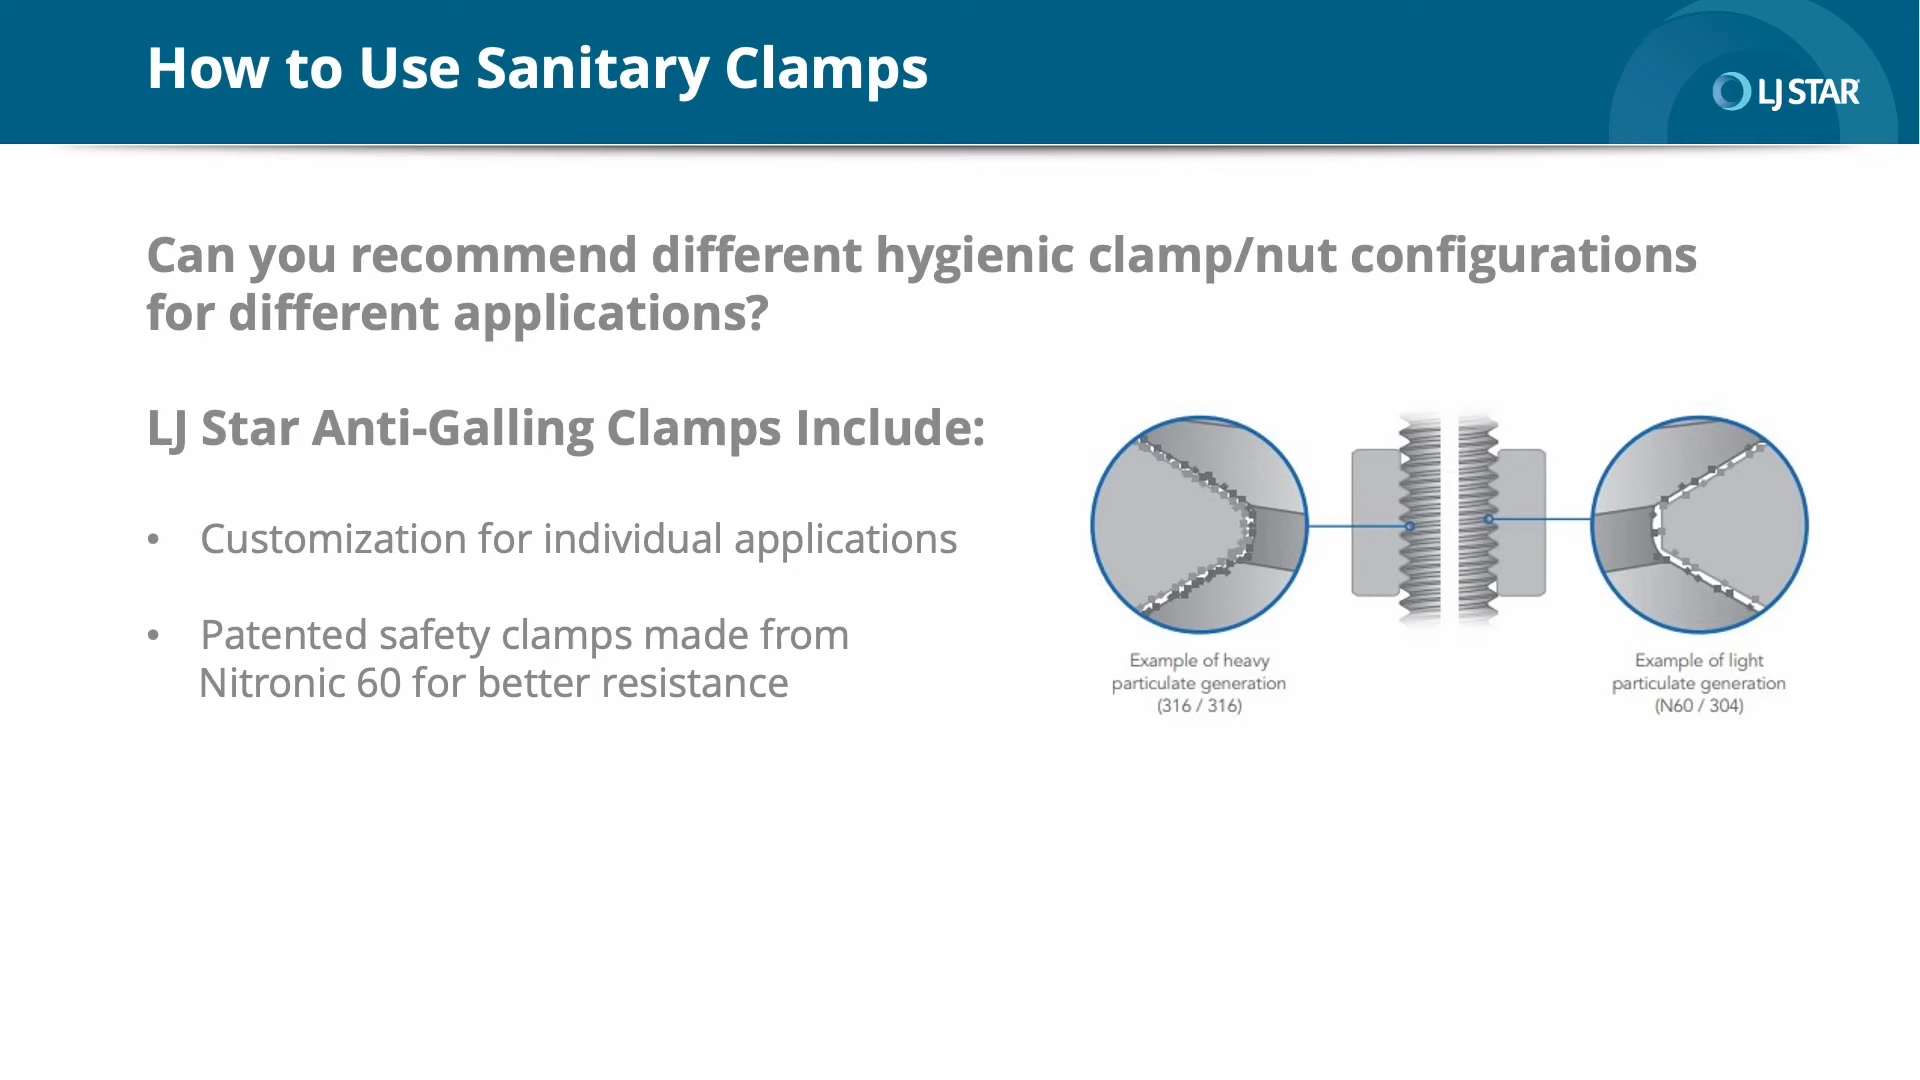 How to Use Sanitary Clamps
LJ STAR
Can you recommend different hygienic clamp/nut configurations
for different applications?
LJ Star Anti-Galling Clamps Include:
• Customization for individual applications
• Patented safety clamps made from
Nitronic 60 for better resistance
Example of heavy
particulate generation
(316 / 316)
Example of light
particulate generation
(N60 / 304)